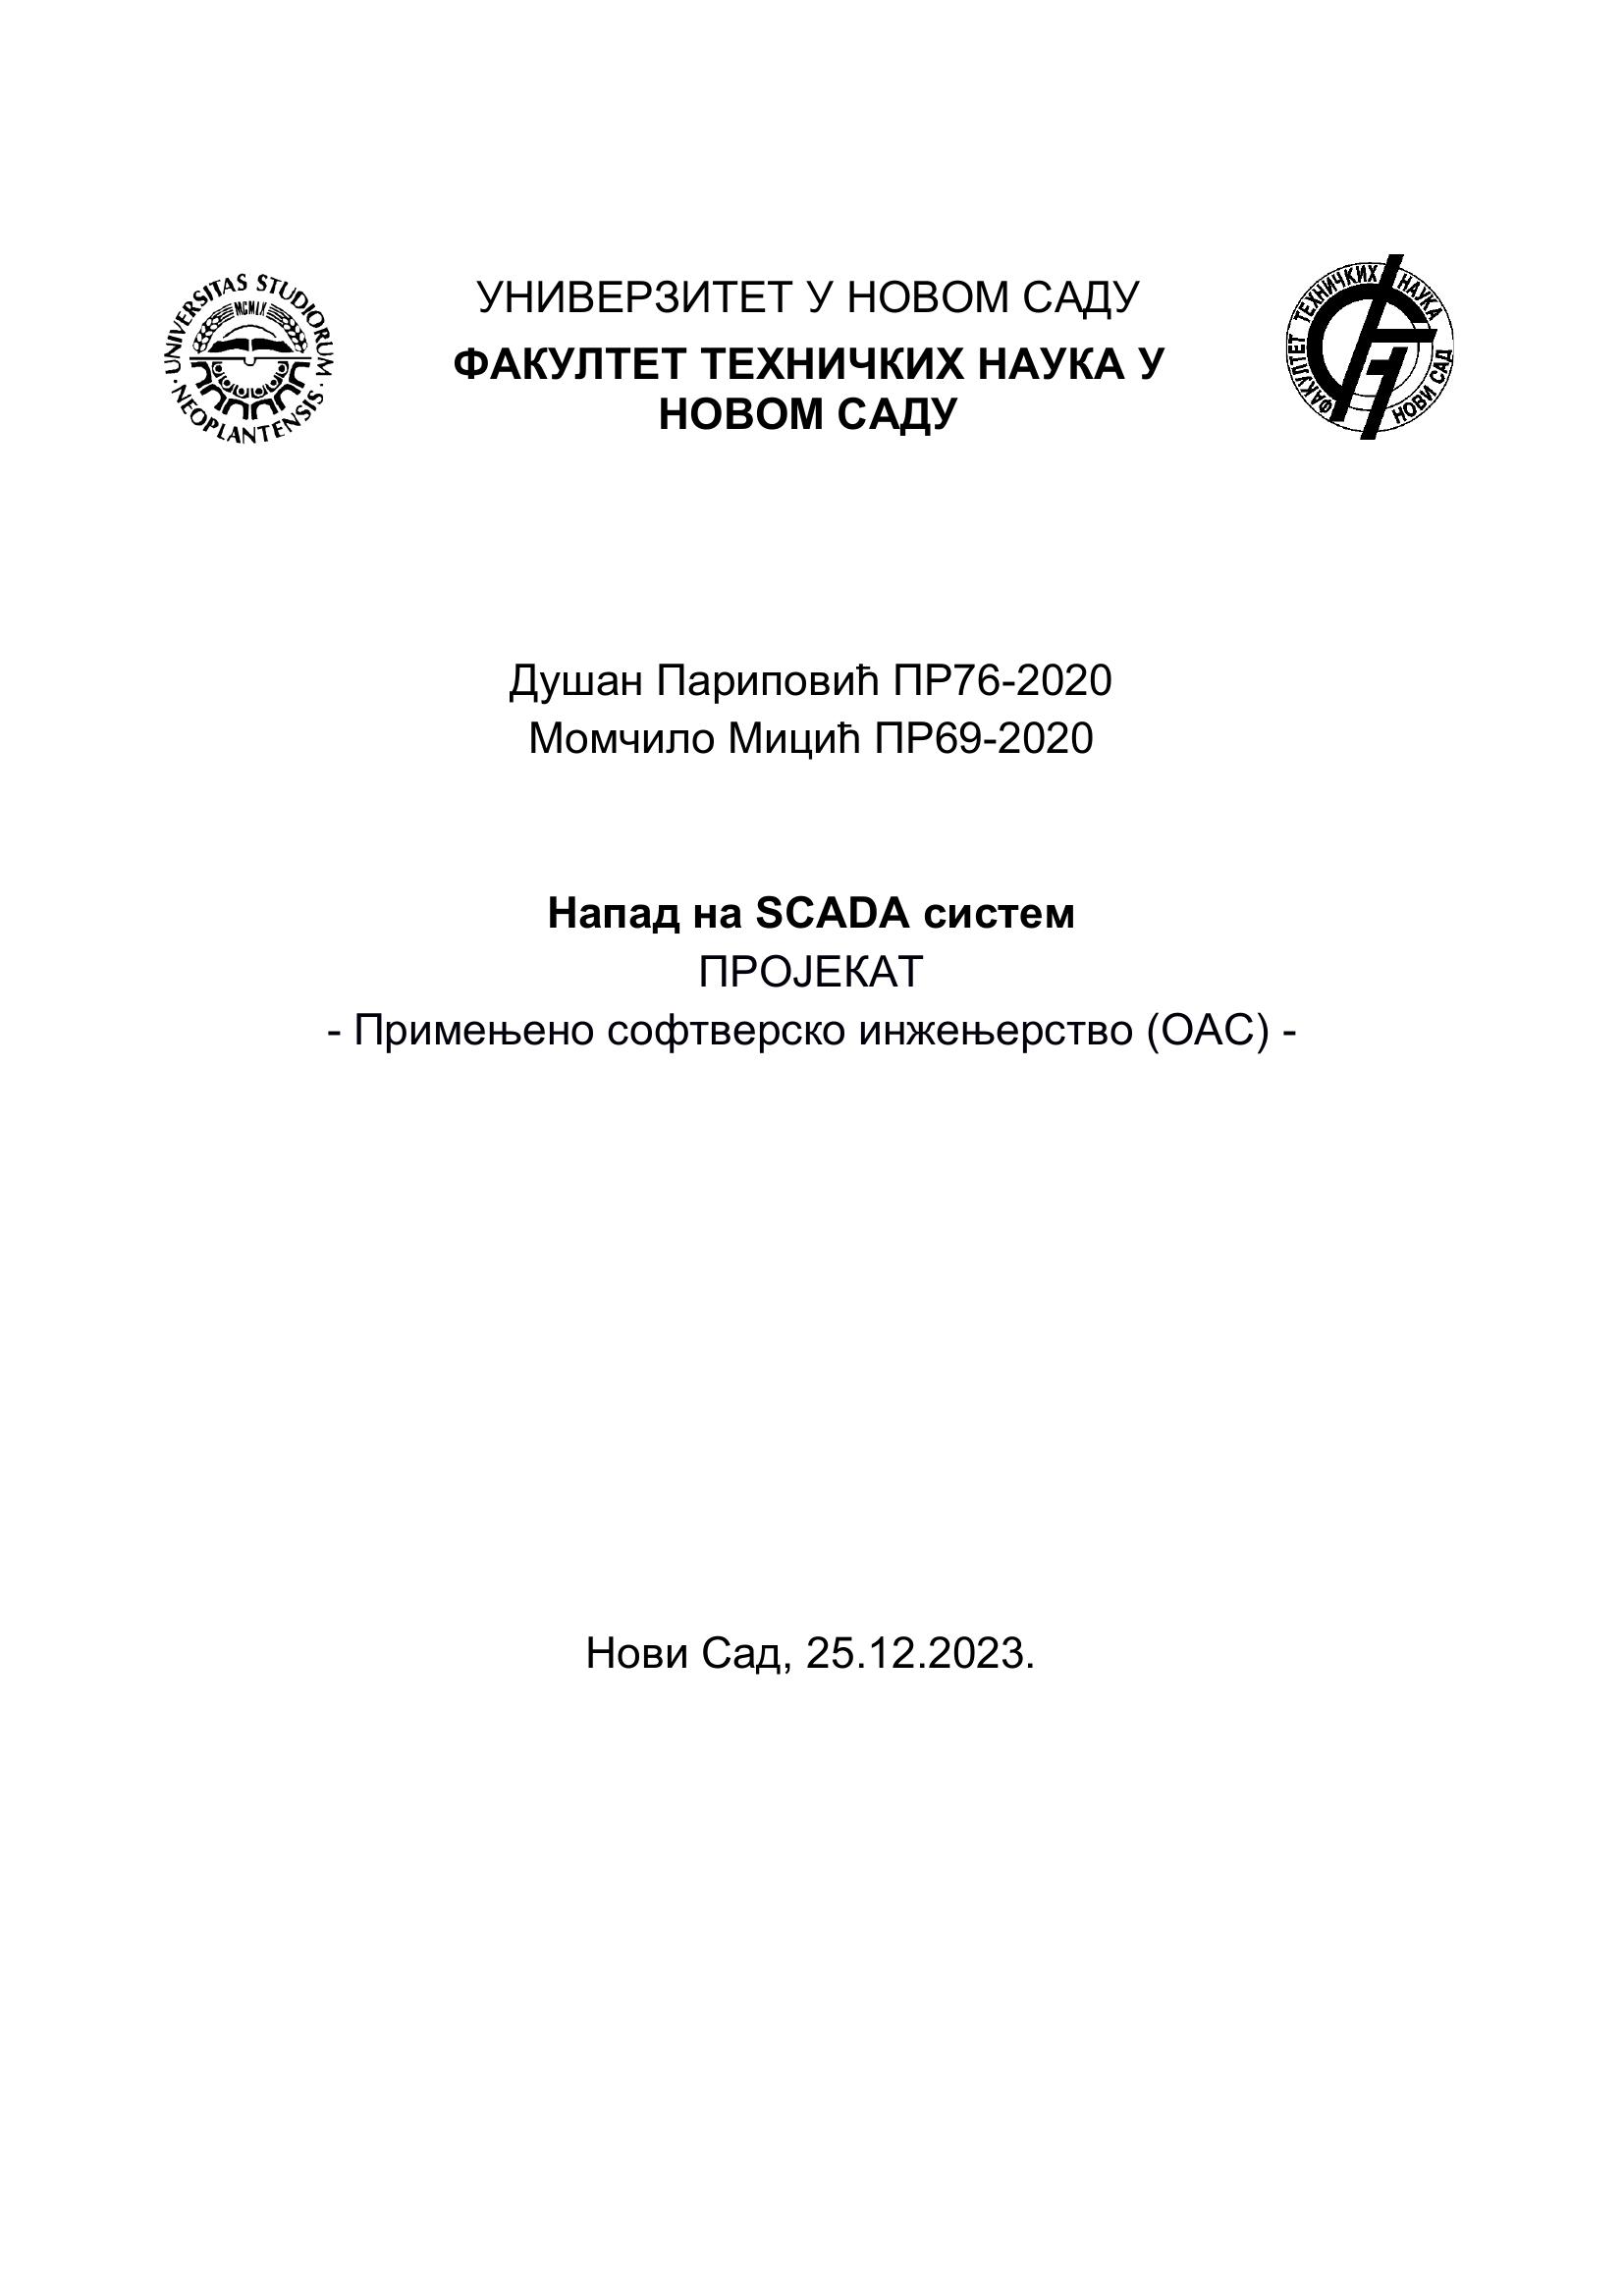 UNIVERSITAS STUDIORUM
MCMLX
· NEOPLANTENSIS ·
УНИВЕРЗИТЕТ У НОВОМ САДУ
ФАКУЛТЕТ ТЕХНИЧКИХ НАУКА У
НОВОМ САДУ
ФАКУЛТЕТ ТЕХНИЧКИХ НАУКА
НОВИ САД
Душан Париповић ПР76-2020
Момчило Мицић ПР69-2020
Напад на SCADA систем
ПРОЈЕКАТ
- Примењено софтверско инжењерство (ОАС) -
Нови Сад, 25.12.2023.